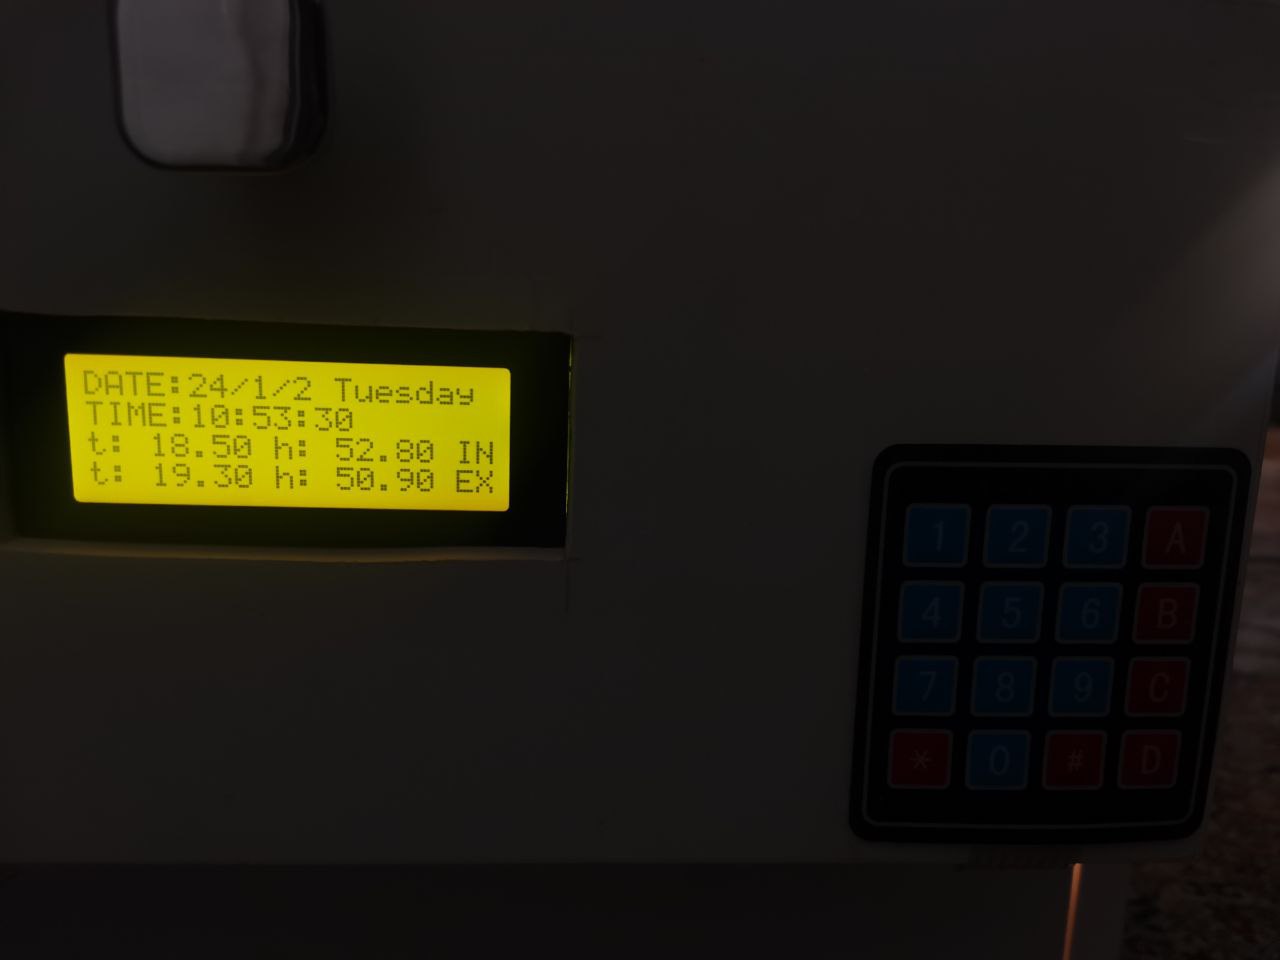 DATE:24/1/2 Tuesday
TIME:10:53:30
t: 18.50 h: 52.80 IN
t: 19.30 h: 50.90 EX
1 2 3 A
4 5 6 B
7 8 9 C
* 0 # D